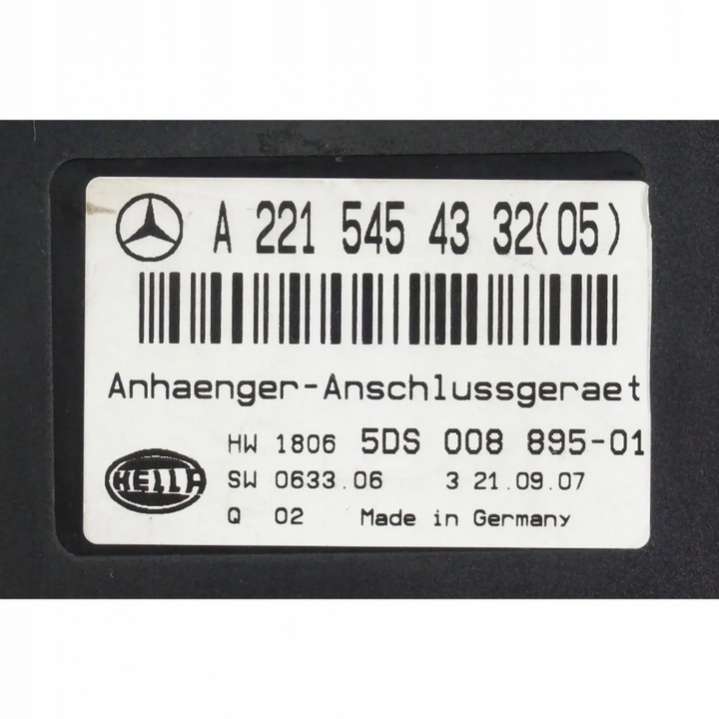 A 221 545 43 32(05)
Anhaenger-Anschlussgeraet
HW 1806 5DS 008 895-01
HELLA SW 0633.06 3 21.09.07
Q 02 Made in Germany